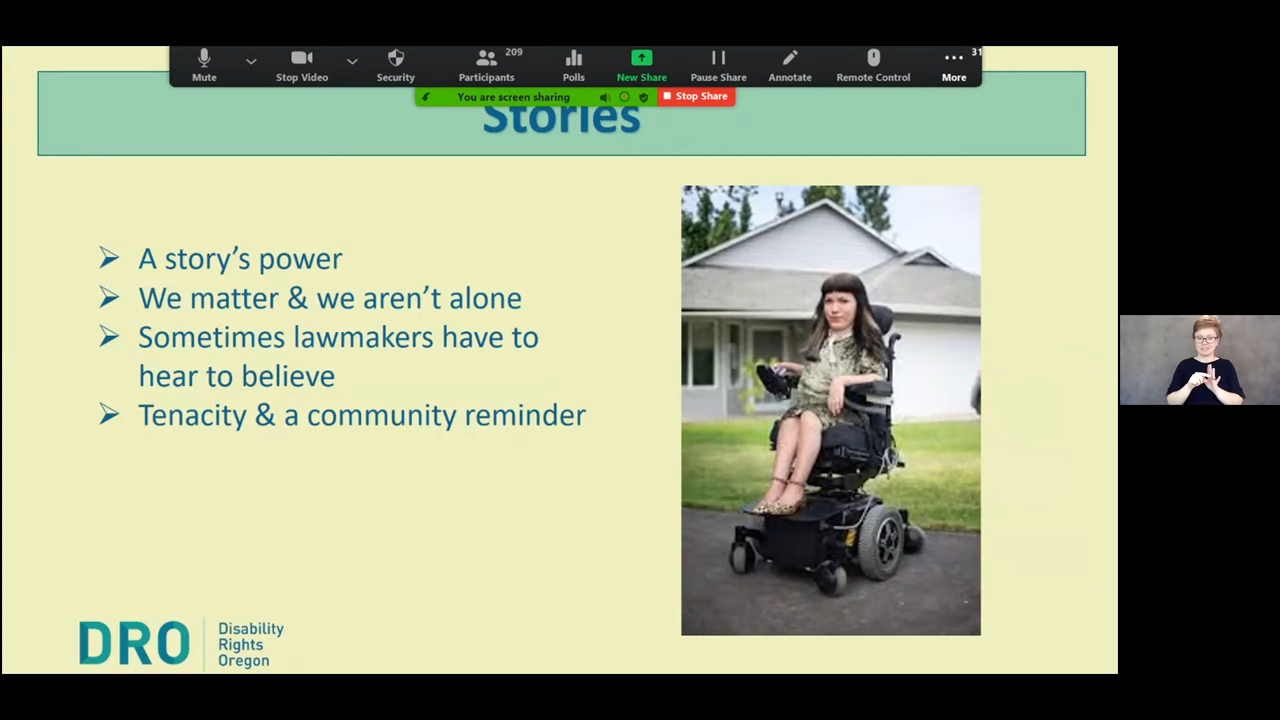 209
31
Mute
Stop Video
Security
Participants
Polls
New Share
Pause Share
Annotate
Remote Control
More
You are screen sharing
Stop Share
Stories
A story's power
We matter & we aren't alone
Sometimes lawmakers have to
hear to believe
Tenacity & a community reminder
DRO
Disability
Rights
Oregon